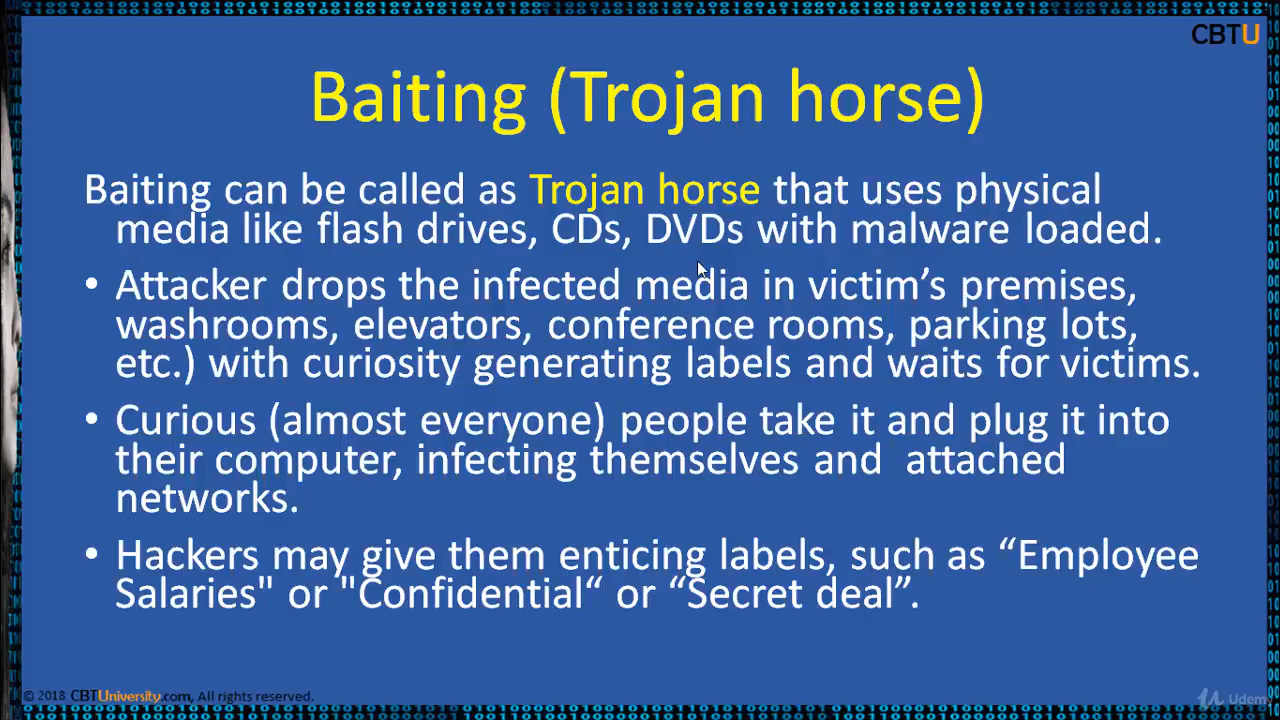 CBTU
Baiting (Trojan horse)
Baiting can be called as Trojan horse that uses physical
media like flash drives, CDs, DVDs with malware loaded.
• Attacker drops the infected media in victim’s premises,
washrooms, elevators, conference rooms, parking lots,
etc.) with curiosity generating labels and waits for victims.
• Curious (almost everyone) people take it and plug it into
their computer, infecting themselves and  attached
networks.
• Hackers may give them enticing labels, such as “Employee
Salaries" or "Confidential“ or “Secret deal”.
© 2018 CBTUniversity.com, All rights reserved.
Udemy